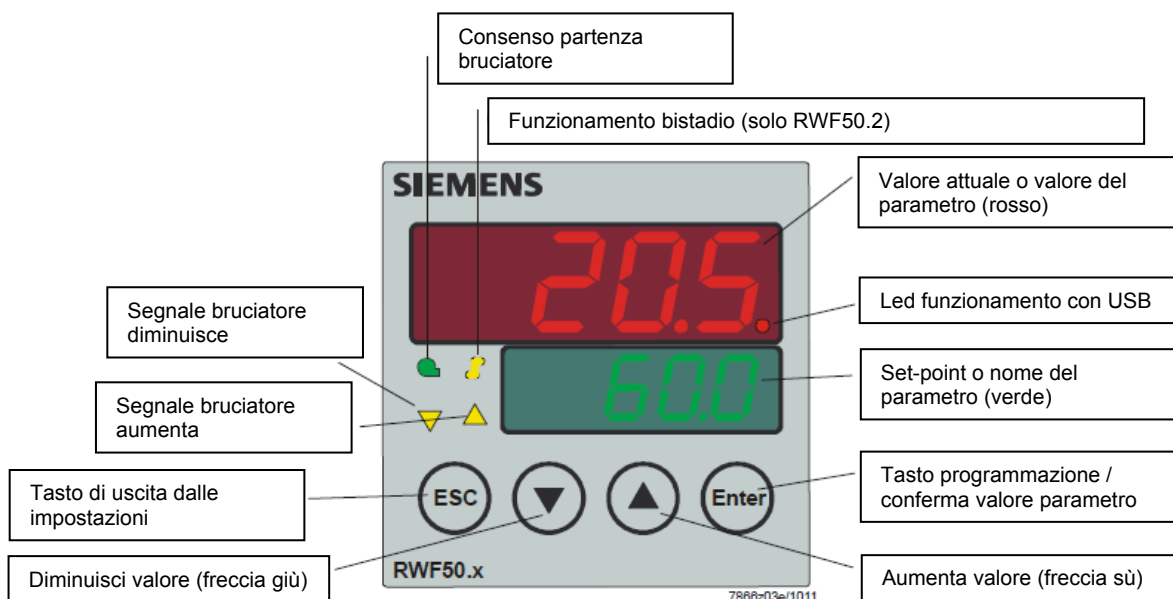 Consenso partenza
bruciatore
Funzionamento bistadio (solo RWF50.2)
SIEMENS
Valore attuale o valore del
parametro (rosso)
20.5.
Led funzionamento con USB
Segnale bruciatore
diminuisce
Set-point o nome del
parametro (verde)
60.0
Segnale bruciatore
aumenta
Tasto programmazione /
conferma valore parametro
Tasto di uscita dalle
impostazioni
ESC
Enter
Diminuisci valore (freccia giù)
RWF50.x
Aumenta valore (freccia sù)
7866z03e/1011